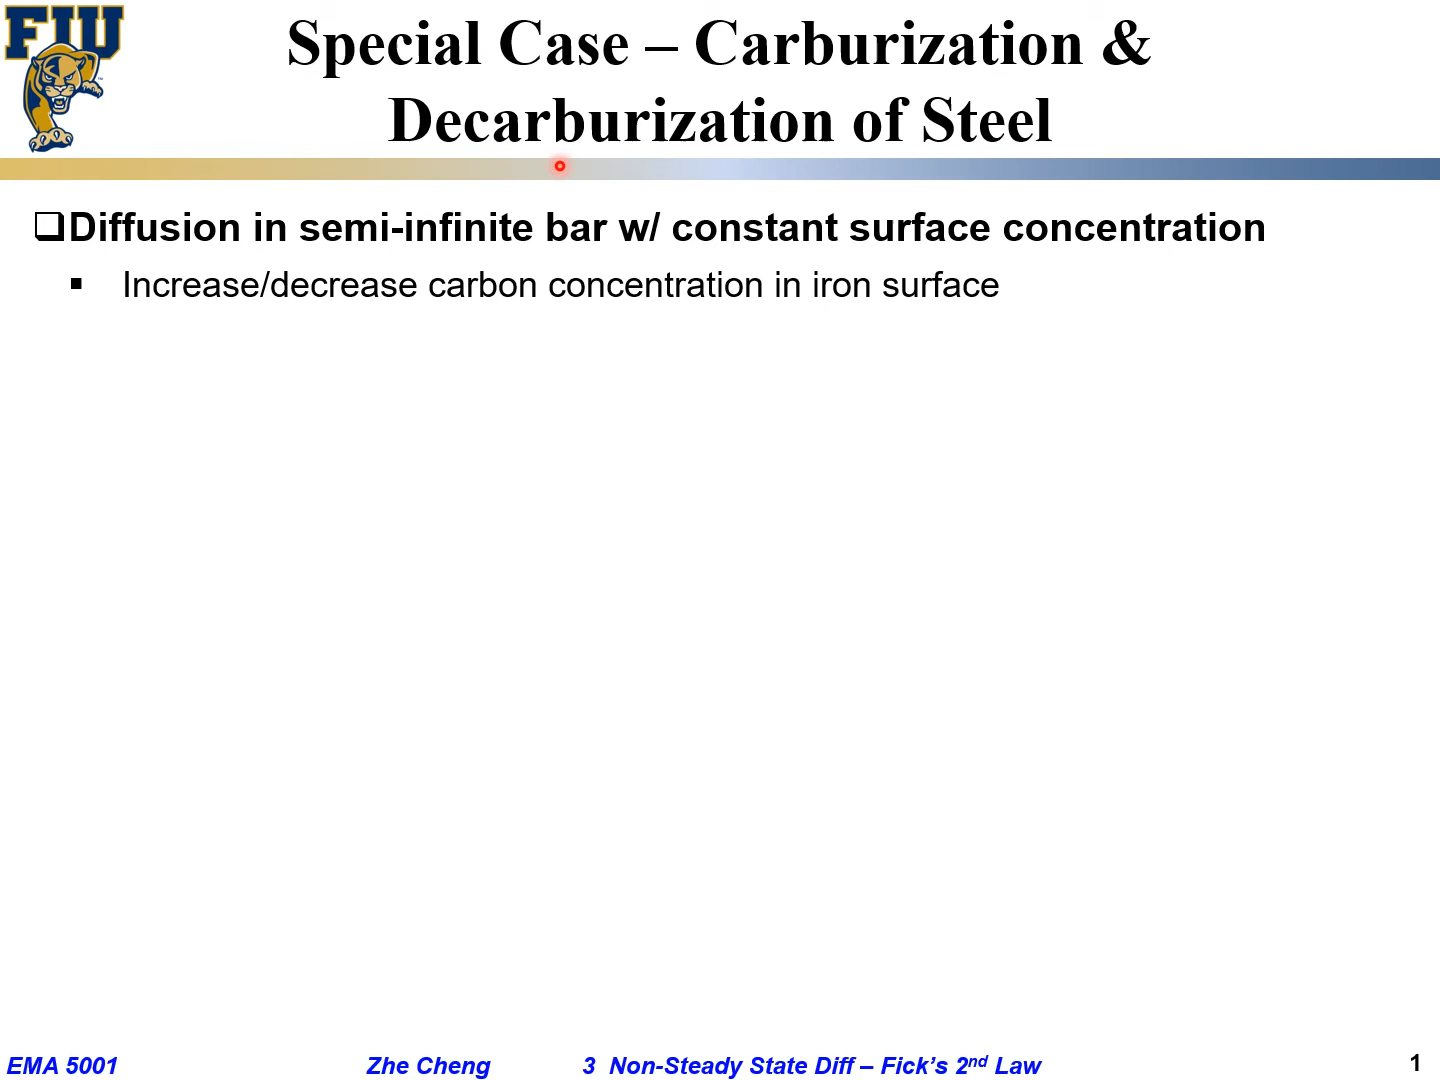 FIU
Special Case – Carburization &
Decarburization of Steel
❑Diffusion in semi-infinite bar w/ constant surface concentration
▪ Increase/decrease carbon concentration in iron surface
EMA 5001 Zhe Cheng 3 Non-Steady State Diff – Fick’s 2nd Law 1